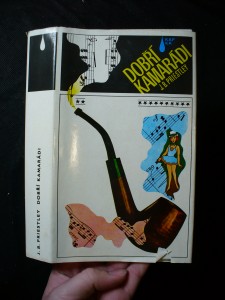 DOBŘÍ
KAMARÁDI
J. B. PRIESTLEY
J. B. PRIESTLEY DOBŘÍ KAMARÁDI